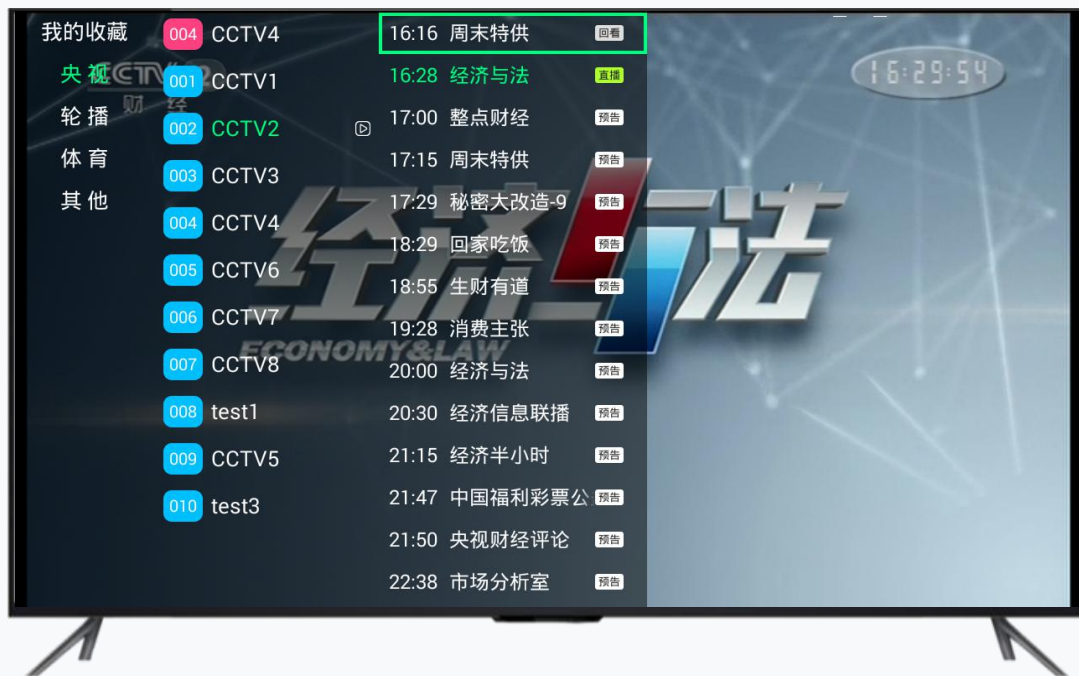 我的收藏
央视
轮播
体育
其他
004 CCTV4
001 CCTV1
002 CCTV2
003 CCTV3
004 CCTV4
005 CCTV6
006 CCTV7
007 CCTV8
008 test1
009 CCTV5
010 test3
16:16 周末特供 回看
16:28 经济与法 直播
17:00 整点财经 预告
17:15 周末特供 预告
17:29 秘密大改造-9 预告
18:29 回家吃饭 预告
18:55 生财有道 预告
19:28 消费主张 预告
20:00 经济与法 预告
20:30 经济信息联播 预告
21:15 经济半小时 预告
21:47 中国福利彩票公 预告
21:50 央视财经评论 预告
22:38 市场分析室 预告
CCTV2
财经
16:29:54
经济与法
ECONOMY&LAW